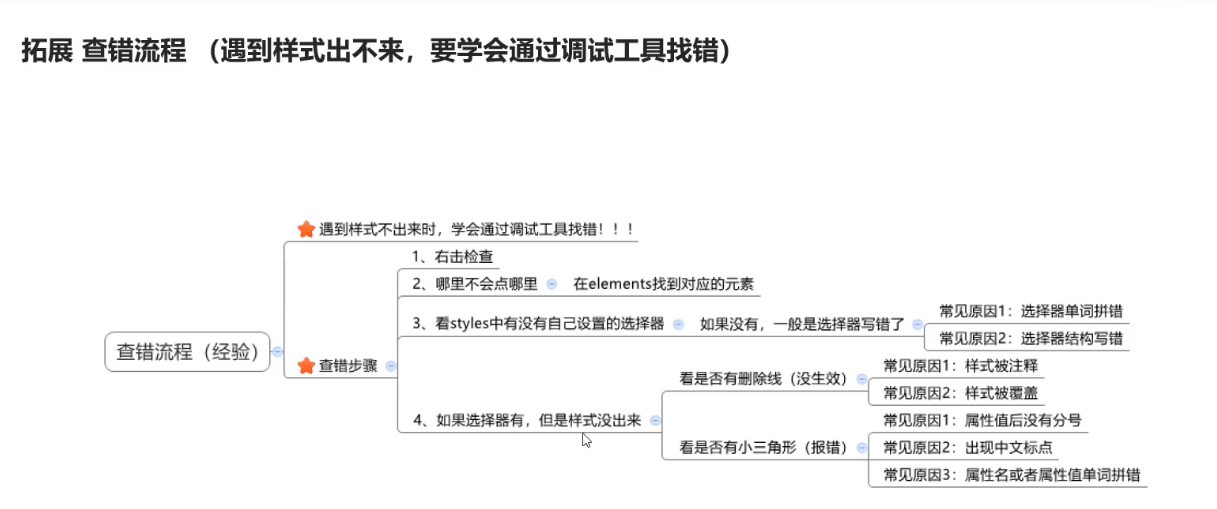 拓展 查错流程 （遇到样式出不来，要学会通过调试工具找错）
遇到样式不出来时，学会通过调试工具找错！！！
查错流程（经验）
查错步骤
1、右击检查
2、哪里不会点哪里
在elements找到对应的元素
3、看styles中有没有自己设置的选择器
如果没有，一般是选择器写错了
常见原因1：选择器单词拼错
常见原因2：选择器结构写错
4、如果选择器有，但是样式没出来
看是否有删除线（没生效）
常见原因1：样式被注释
常见原因2：样式被覆盖
看是否有小三角形（报错）
常见原因1：属性值后没有分号
常见原因2：出现中文标点
常见原因3：属性名或者属性值单词拼错